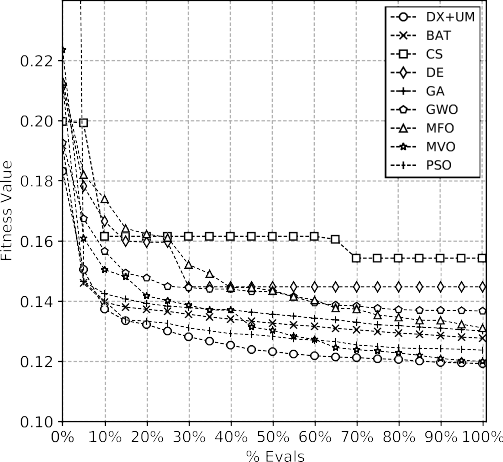 DX+UM
BAT
CS
DE
GA
GWO
MFO
MVO
PSO
Fitness Value
0.22
0.20
0.18
0.16
0.14
0.12
0.10
0% 10% 20% 30% 40% 50% 60% 70% 80% 90% 100%
% Evals